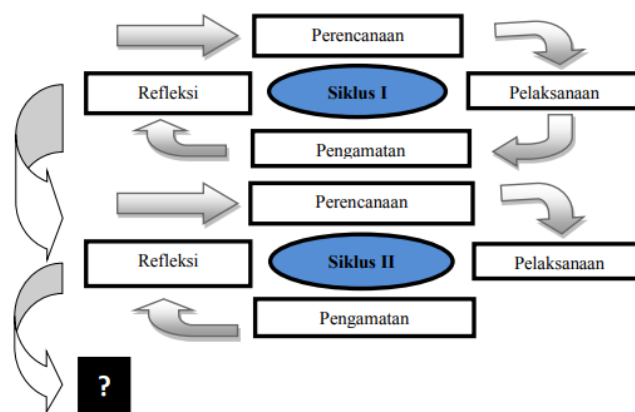 Perencanaan
Refleksi
Siklus I
Pelaksanaan
Pengamatan
Perencanaan
Refleksi
Siklus II
Pelaksanaan
Pengamatan
?